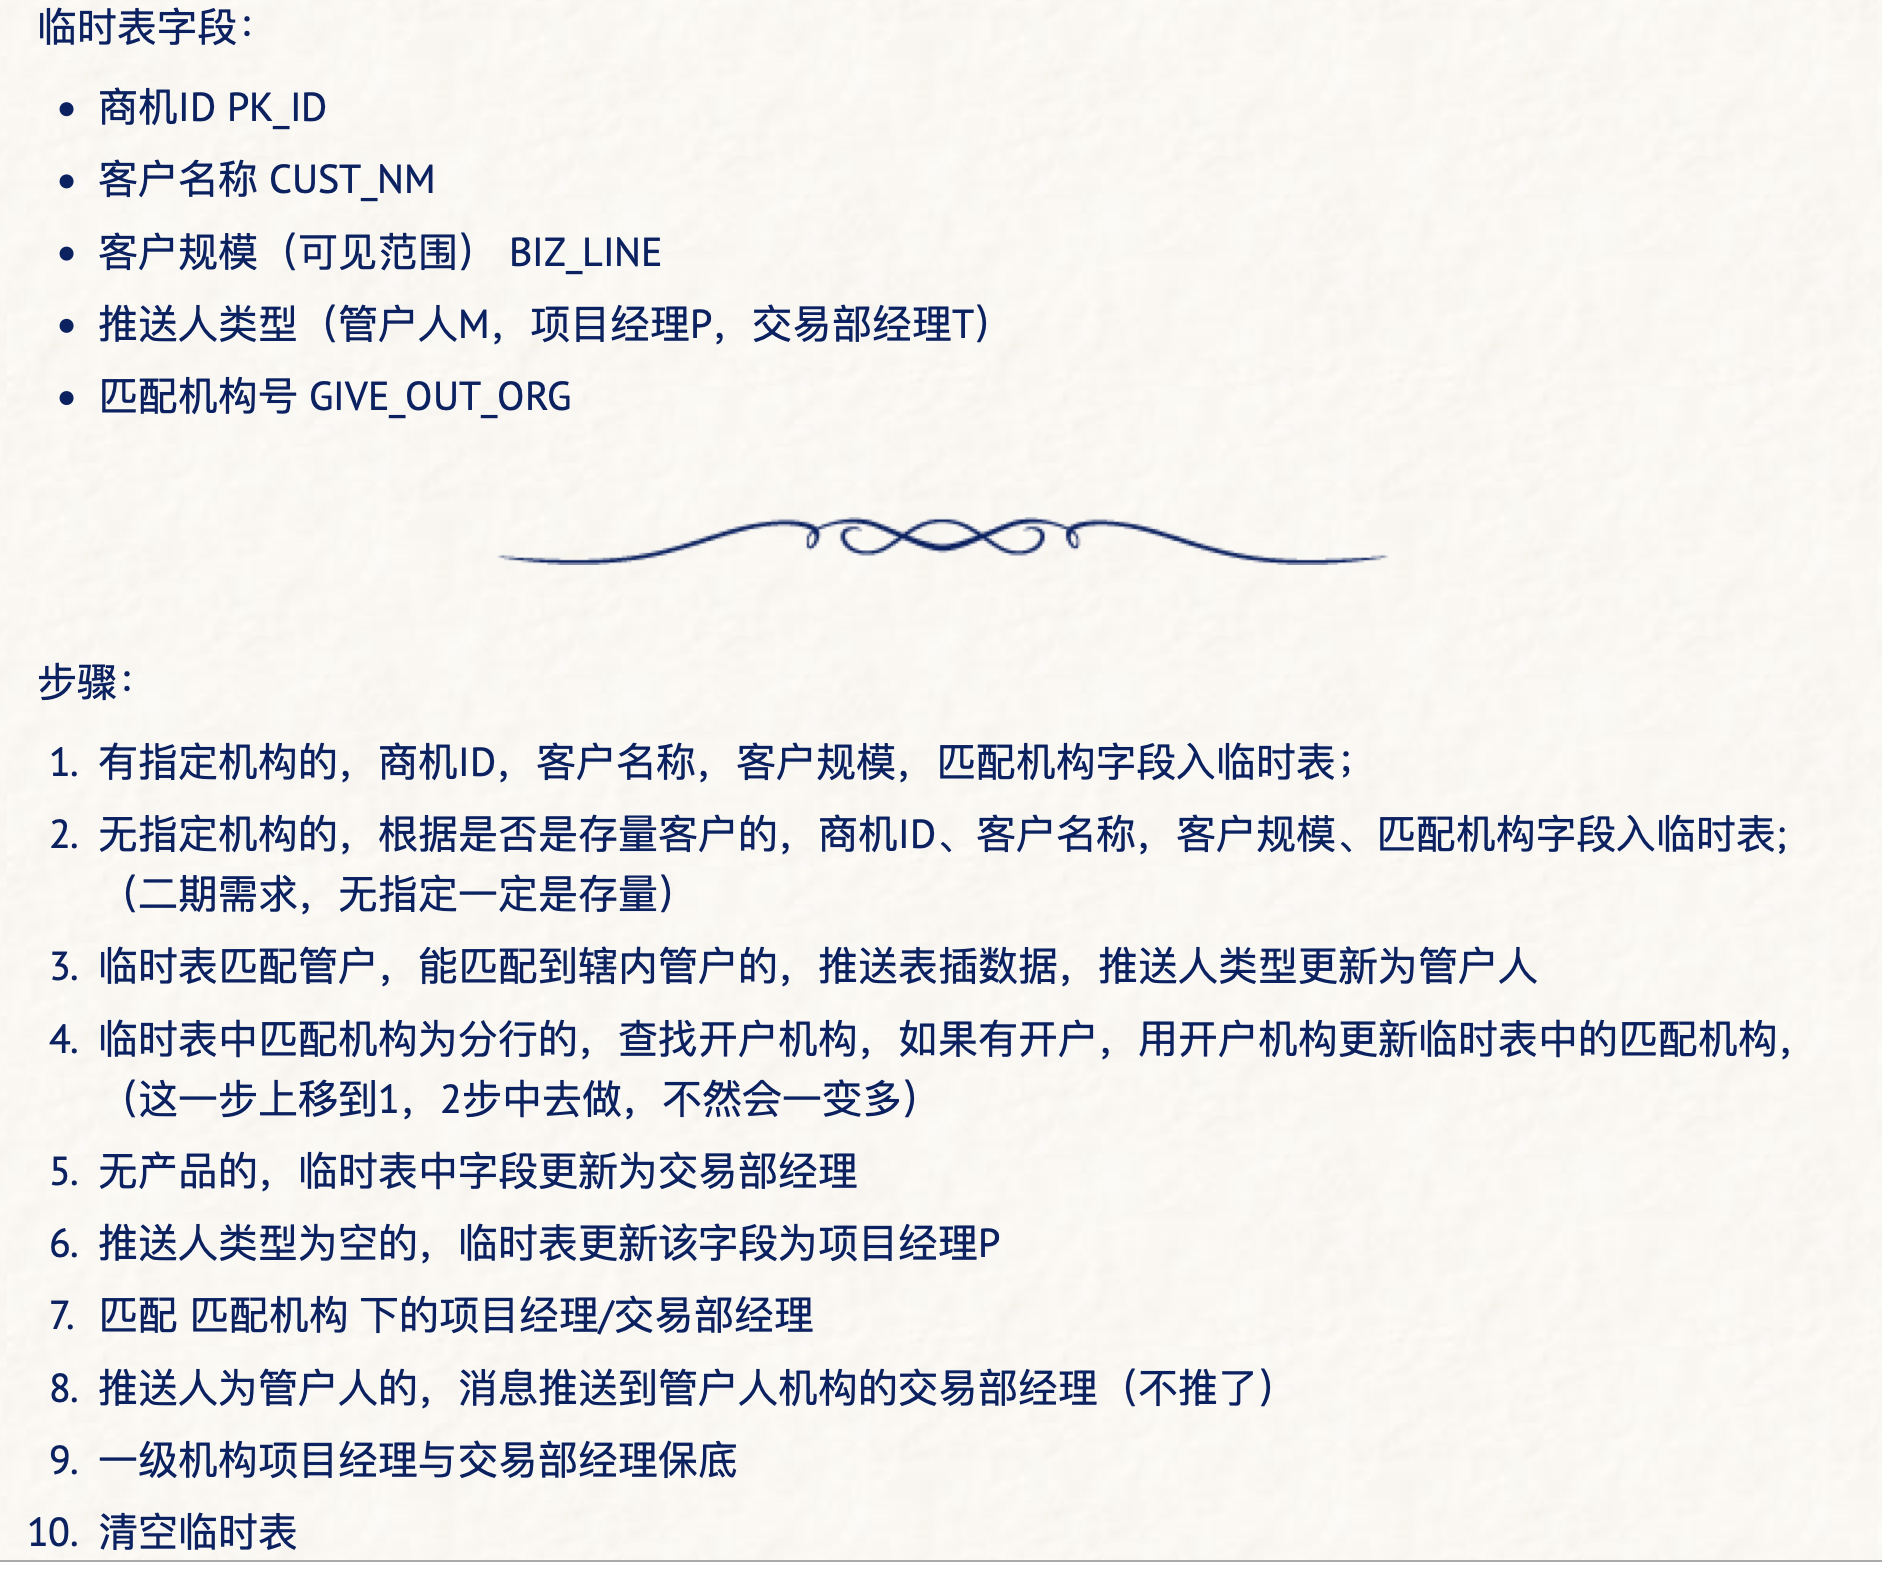 临时表字段：
• 商机ID PK_ID
• 客户名称 CUST_NM
• 客户规模（可见范围） BIZ_LINE
• 推送人类型（管户人M，项目经理P，交易部经理T）
• 匹配机构号 GIVE_OUT_ORG
步骤：
1. 有指定机构的，商机ID，客户名称，客户规模，匹配机构字段入临时表；
2. 无指定机构的，根据是否是存量客户的，商机ID、客户名称，客户规模、匹配机构字段入临时表;
（二期需求，无指定一定是存量）
3. 临时表匹配管户，能匹配到辖内管户的，推送表插数据，推送人类型更新为管户人
4. 临时表中匹配机构为分行的，查找开户机构，如果有开户，用开户机构更新临时表中的匹配机构，
（这一步上移到1，2步中去做，不然会一变多）
5. 无产品的，临时表中字段更新为交易部经理
6. 推送人类型为空的，临时表更新该字段为项目经理P
7. 匹配 匹配机构 下的项目经理/交易部经理
8. 推送人为管户人的，消息推送到管户人机构的交易部经理（不推了）
9. 一级机构项目经理与交易部经理保底
10. 清空临时表